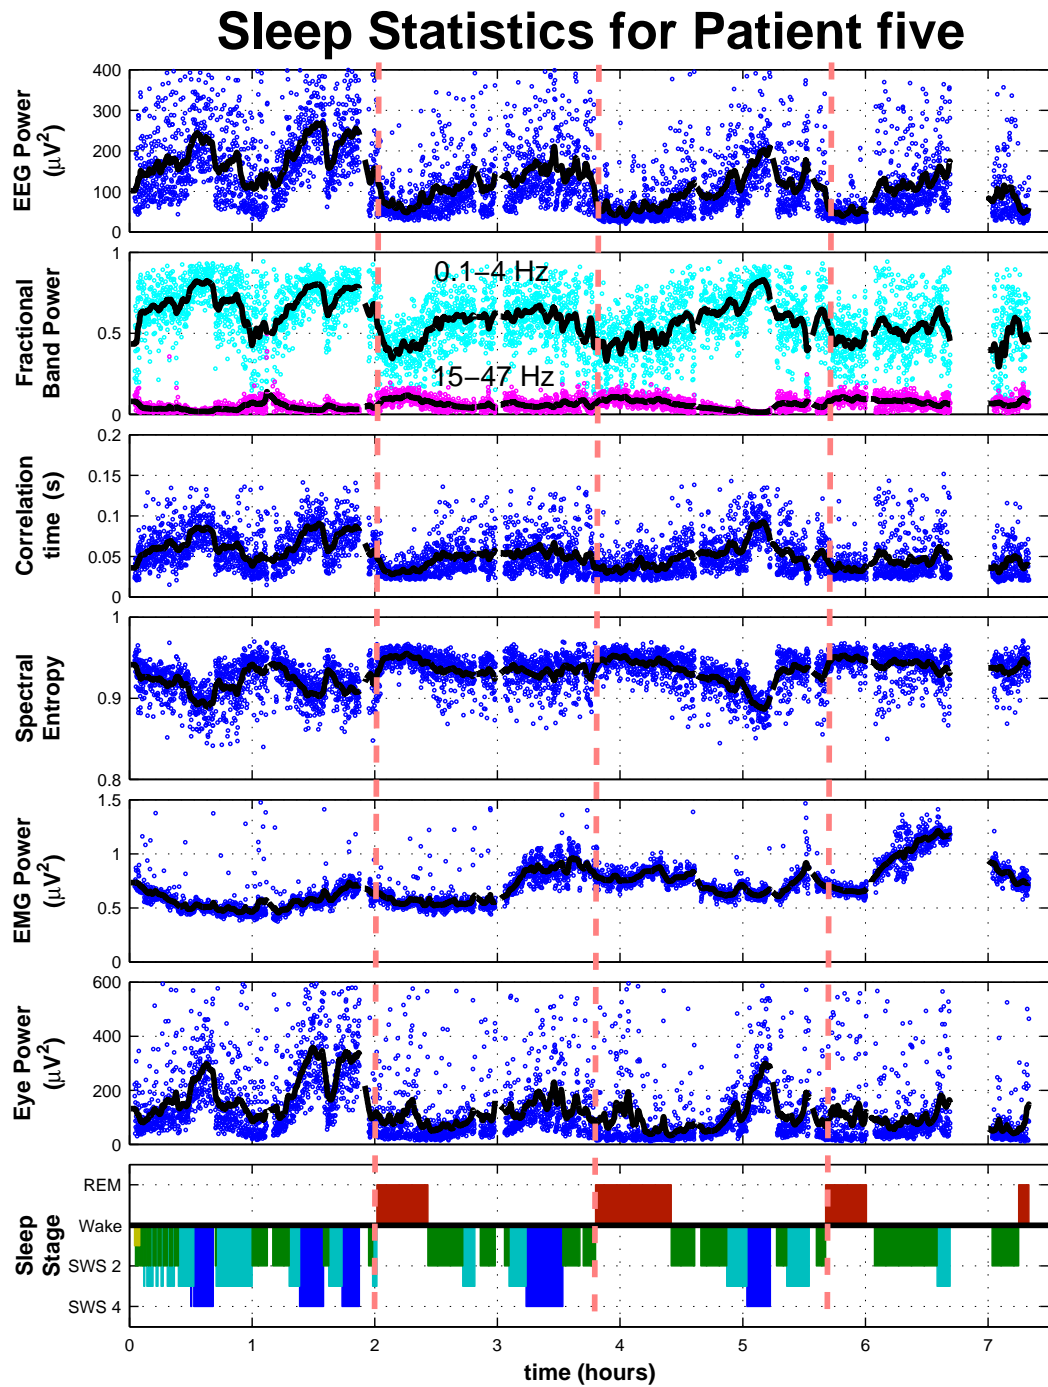 Sleep Statistics for Patient five
EEG Power
(μV²)
400
300
200
100
0
Fractional
Band Power
1
0.5
0
0.1–4 Hz
15–47 Hz
Correlation
time (s)
0.2
0.15
0.1
0.05
0
Spectral
Entropy
1
0.9
0.8
EMG Power
(μV²)
1.5
1
0.5
0
Eye Power
(μV²)
600
400
200
0
Sleep
Stage
REM
Wake
SWS 2
SWS 4
0 1 2 3 4 5 6 7
time (hours)